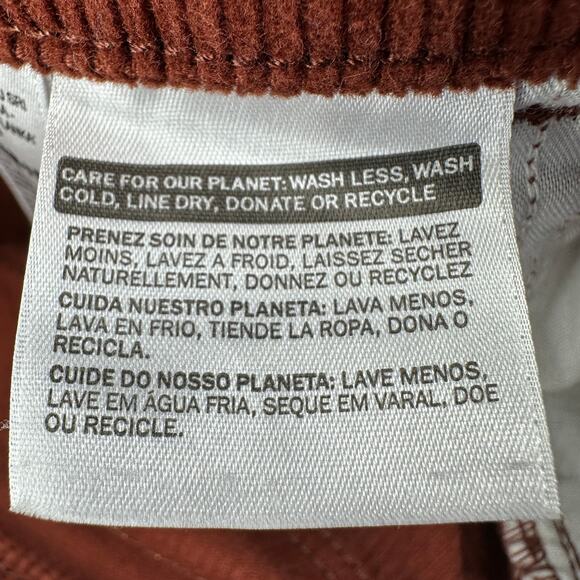 CARE FOR OUR PLANET: WASH LESS, WASH
COLD, LINE DRY, DONATE OR RECYCLE
PRENEZ SOIN DE NOTRE PLANETE: LAVEZ
MOINS, LAVEZ A FROID, LAISSEZ SECHER
NATURELLEMENT, DONNEZ OU RECYCLEZ
CUIDA NUESTRO PLANETA: LAVA MENOS,
LAVA EN FRIO, TIENDE LA ROPA, DONA O
RECICLA.
CUIDE DO NOSSO PLANETA: LAVE MENOS,
LAVE EM ÁGUA FRIA, SEQUE EM VARAL, DOE
OU RECICLE.